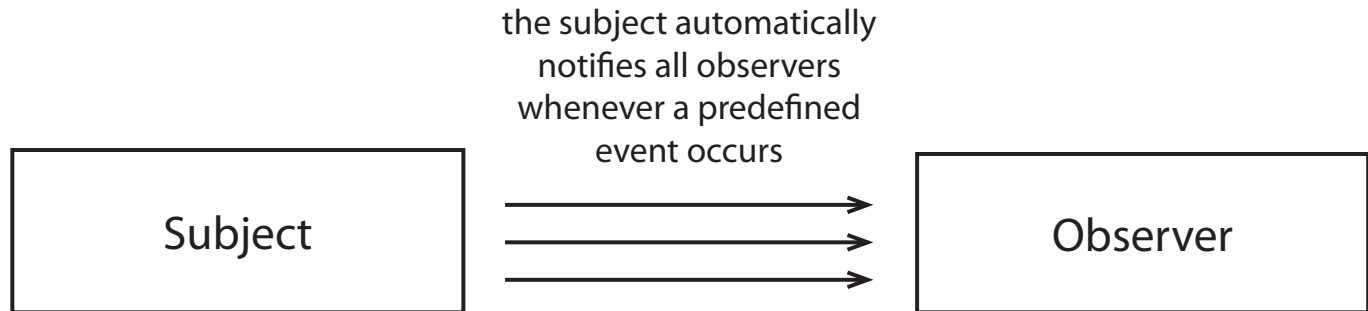 the subject automatically
notifies all observers
whenever a predefined
event occurs
Subject
Observer